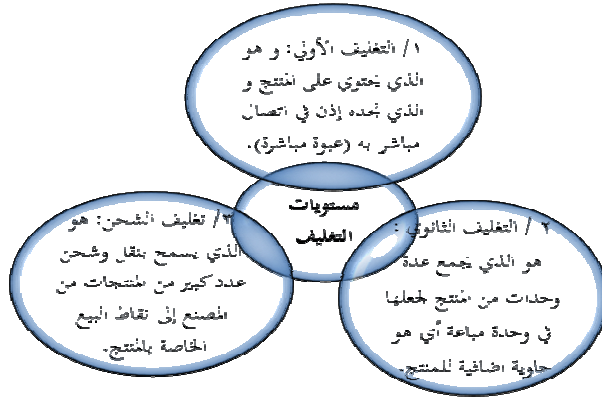 ١/ التغليف الأولي: و هو
الذي يحتوي على المنتج و
الذي نجده إذن في اتصال
مباشر به (عبوة مباشرة).
مستويات
التغليف
٢ / التغليف الثانوي :
هو الذي يجمع عدة
وحدات من المنتج لجعلها
في وحدة مباعة أي هو
حاوية اضافية للمنتج.
٣/ تغليف الشحن: هو
الذي يسمح بنقل وشحن
عدد كبير من المنتجات من
المصنع إلى نقاط البيع
الخاصة بالمنتج.